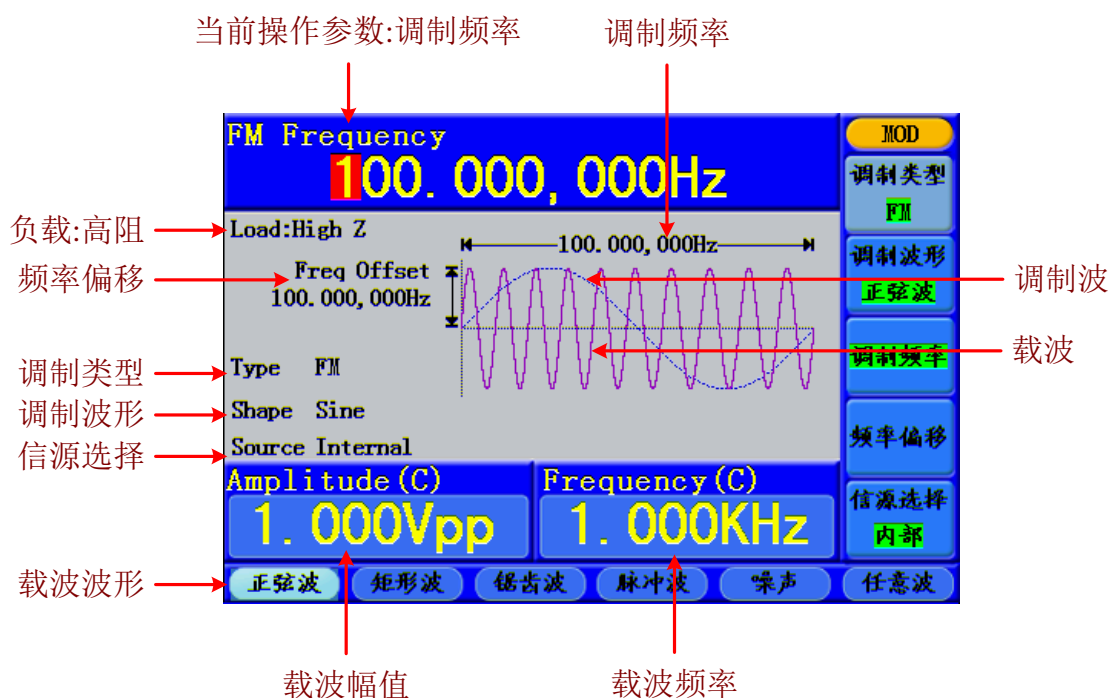 当前操作参数:调制频率
调制频率
FM Frequency
100.000,000Hz
MOD
调制类型
FM
负载:高阻
Load:High Z
100.000,000Hz
调制波形
正弦波
频率偏移
Freq Offset
100.000,000Hz
调制波
载波
调制频率
调制类型
Type FM
调制波形
Shape Sine
频率偏移
信源选择
Source Internal
Amplitude(C)
Frequency(C)
1.000Vpp
1.000KHz
信源选择
内部
载波波形
正弦波
矩形波
锯齿波
脉冲波
噪声
任意波
载波幅值
载波频率